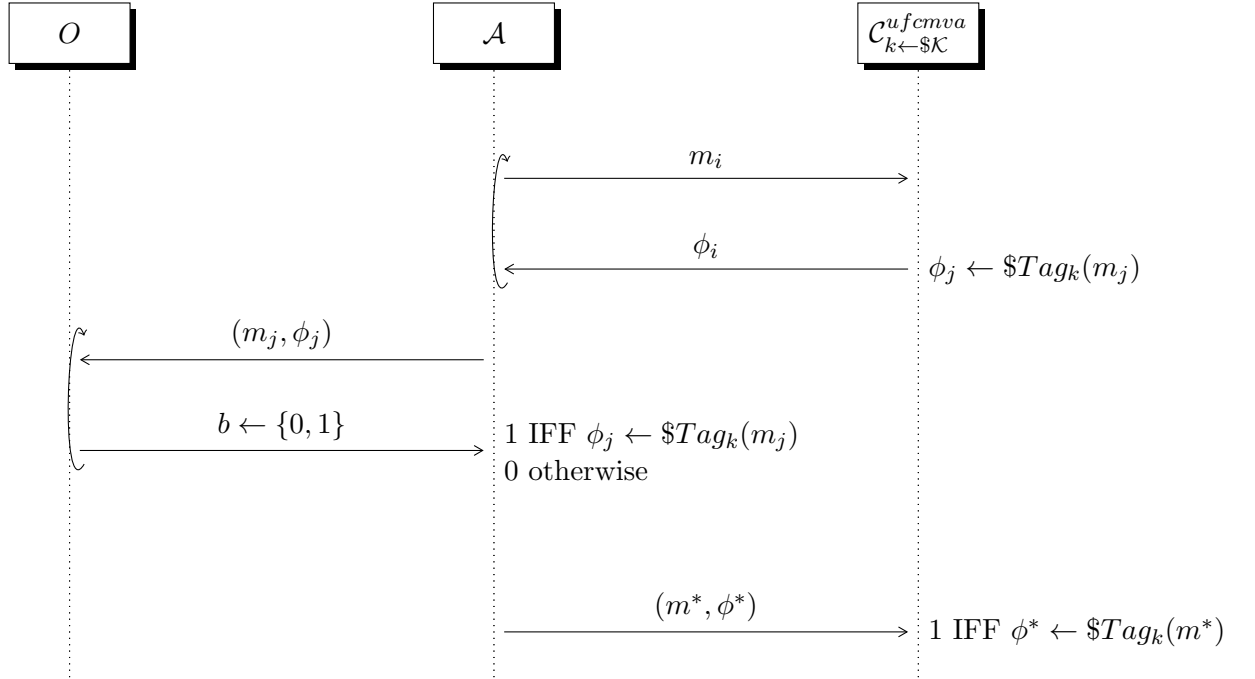 O
𝒜
𝒞^{ufcmva}_{k←$𝒦}
m_i
ϕ_i
ϕ_j ← $Tag_k(m_j)
(m_j, ϕ_j)
b ← {0, 1}
1 IFF ϕ_j ← $Tag_k(m_j)
0 otherwise
(m*, ϕ*)
1 IFF ϕ* ← $Tag_k(m*)